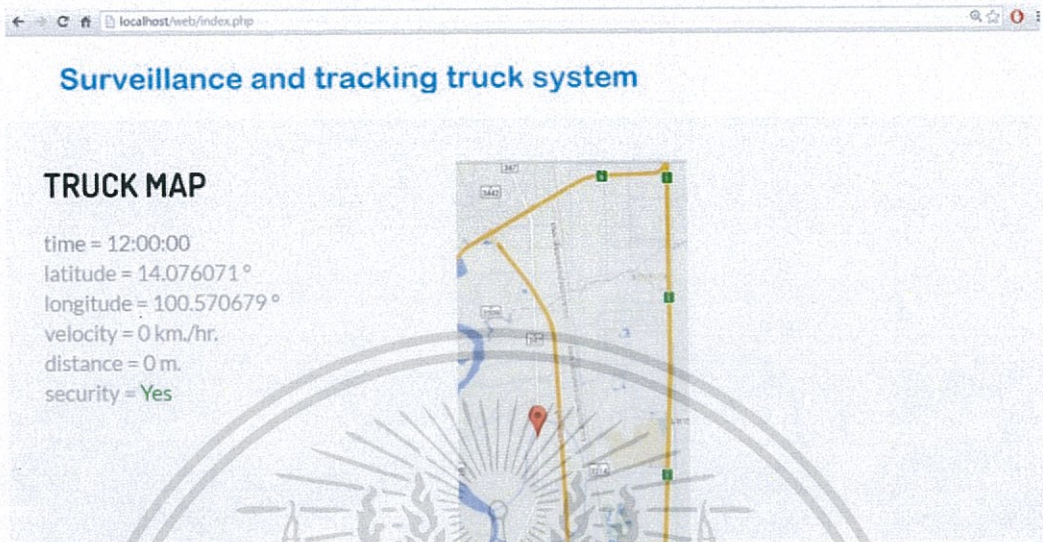 localhost/web/index.php
Surveillance and tracking truck system
TRUCK MAP
time = 12:00:00
latitude = 14.076071 °
longitude = 100.570679 °
velocity = 0 km./hr.
distance = 0 m.
security = Yes
347